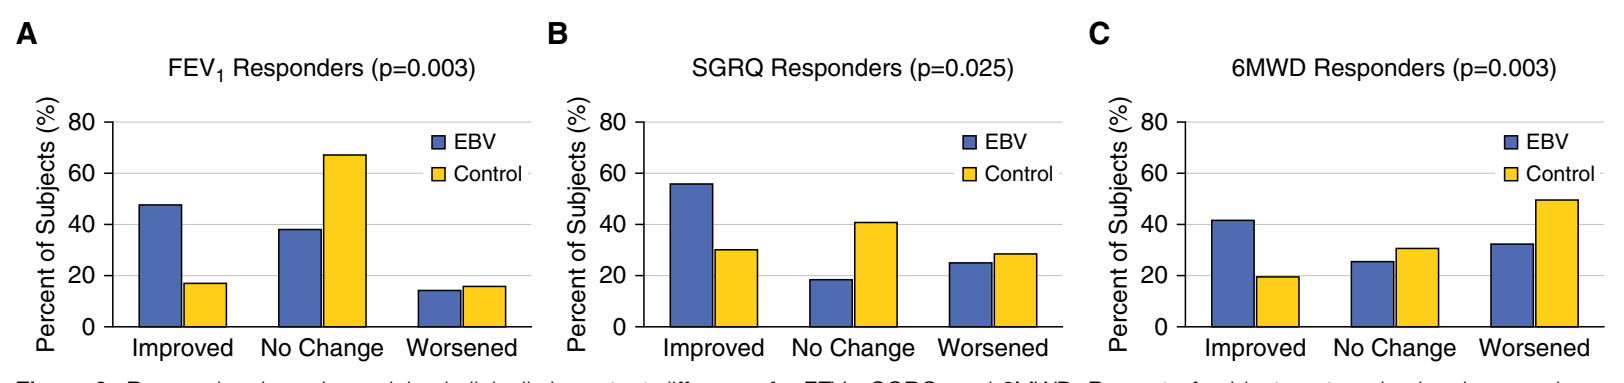 A
FEV1 Responders (p=0.003)
Percent of Subjects (%)
80
60
40
20
0
EBV
Control
Improved No Change Worsened
B
SGRQ Responders (p=0.025)
Percent of Subjects (%)
80
60
40
20
0
EBV
Control
Improved No Change Worsened
C
6MWD Responders (p=0.003)
Percent of Subjects (%)
80
60
40
20
0
EBV
Control
Improved No Change Worsened